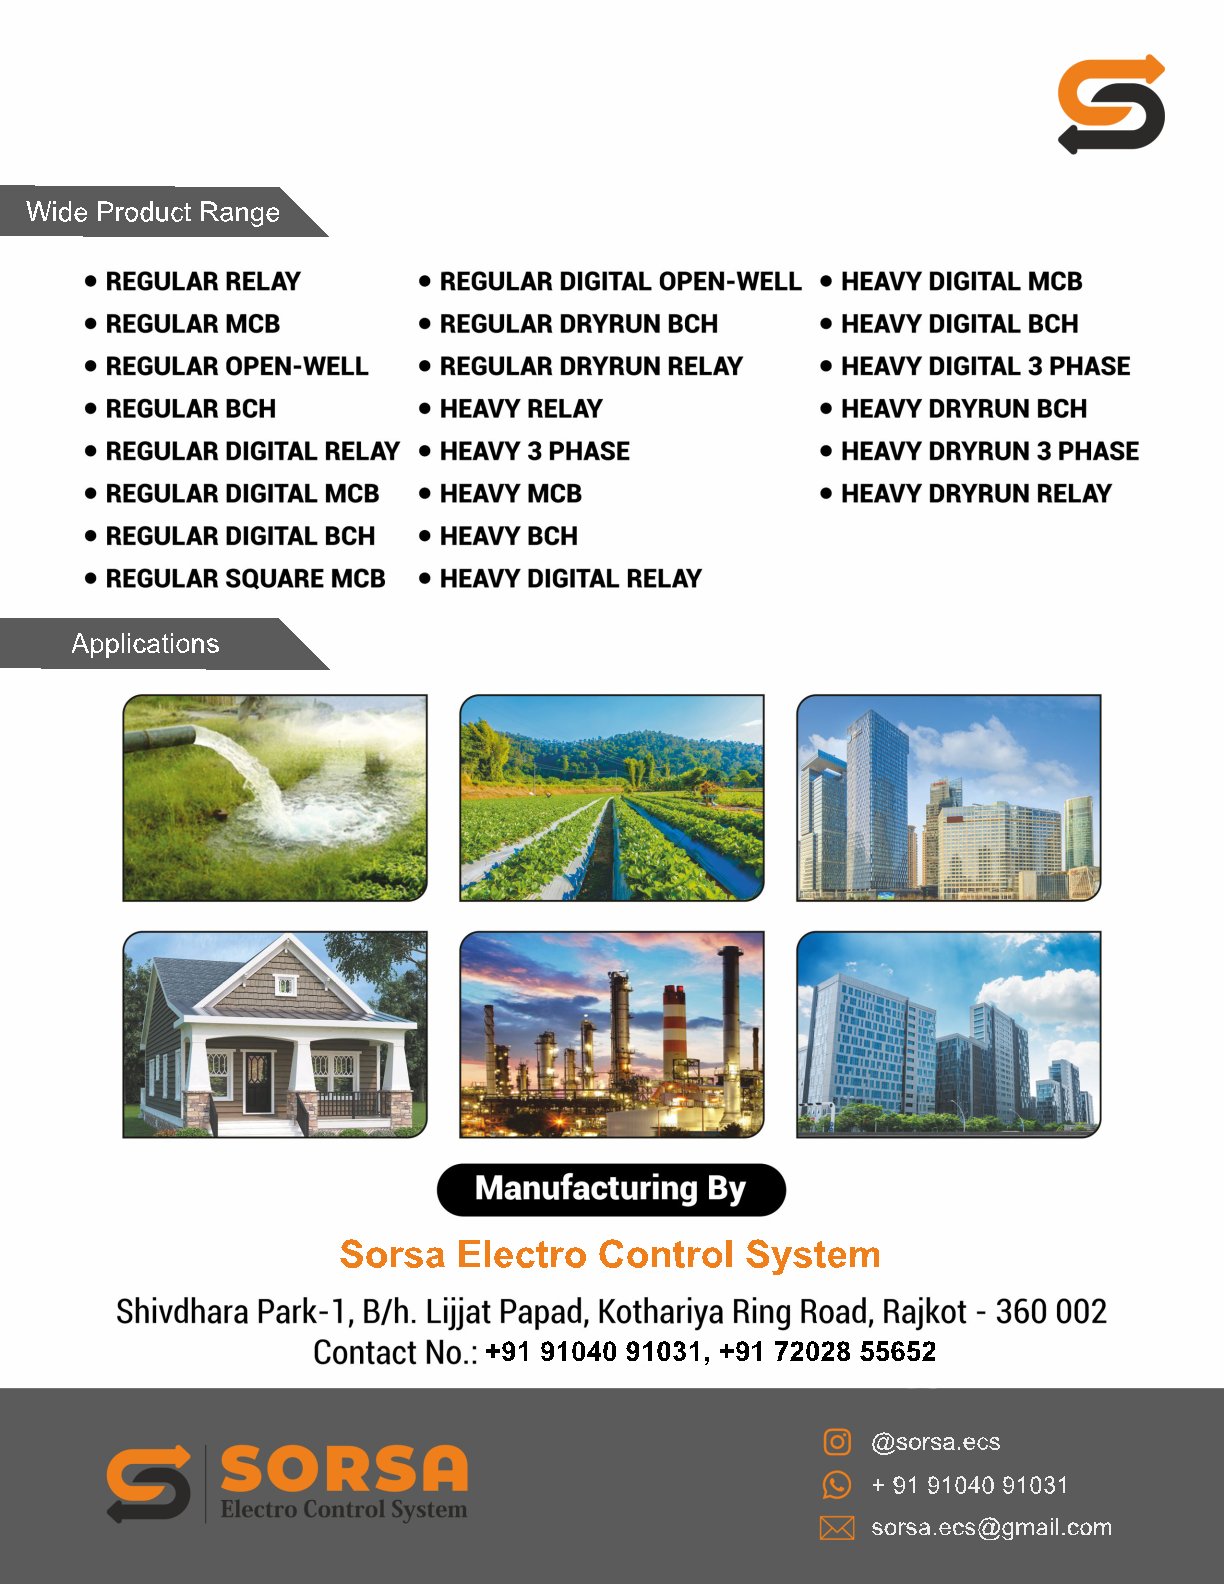 Wide Product Range
• REGULAR RELAY
• REGULAR MCB
• REGULAR OPEN-WELL
• REGULAR BCH
• REGULAR DIGITAL RELAY
• REGULAR DIGITAL MCB
• REGULAR DIGITAL BCH
• REGULAR SQUARE MCB
• REGULAR DIGITAL OPEN-WELL
• REGULAR DRYRUN BCH
• REGULAR DRYRUN RELAY
• HEAVY RELAY
• HEAVY 3 PHASE
• HEAVY MCB
• HEAVY BCH
• HEAVY DIGITAL RELAY
• HEAVY DIGITAL MCB
• HEAVY DIGITAL BCH
• HEAVY DIGITAL 3 PHASE
• HEAVY DRYRUN BCH
• HEAVY DRYRUN 3 PHASE
• HEAVY DRYRUN RELAY
Applications
Manufacturing By
Sorsa Electro Control System
Shivdhara Park-1, B/h. Lijjat Papad, Kothariya Ring Road, Rajkot - 360 002
Contact No.: +91 91040 91031, +91 72028 55652
SORSA
Electro Control System
@sorsa.ecs
+ 91 91040 91031
sorsa.ecs@gmail.com